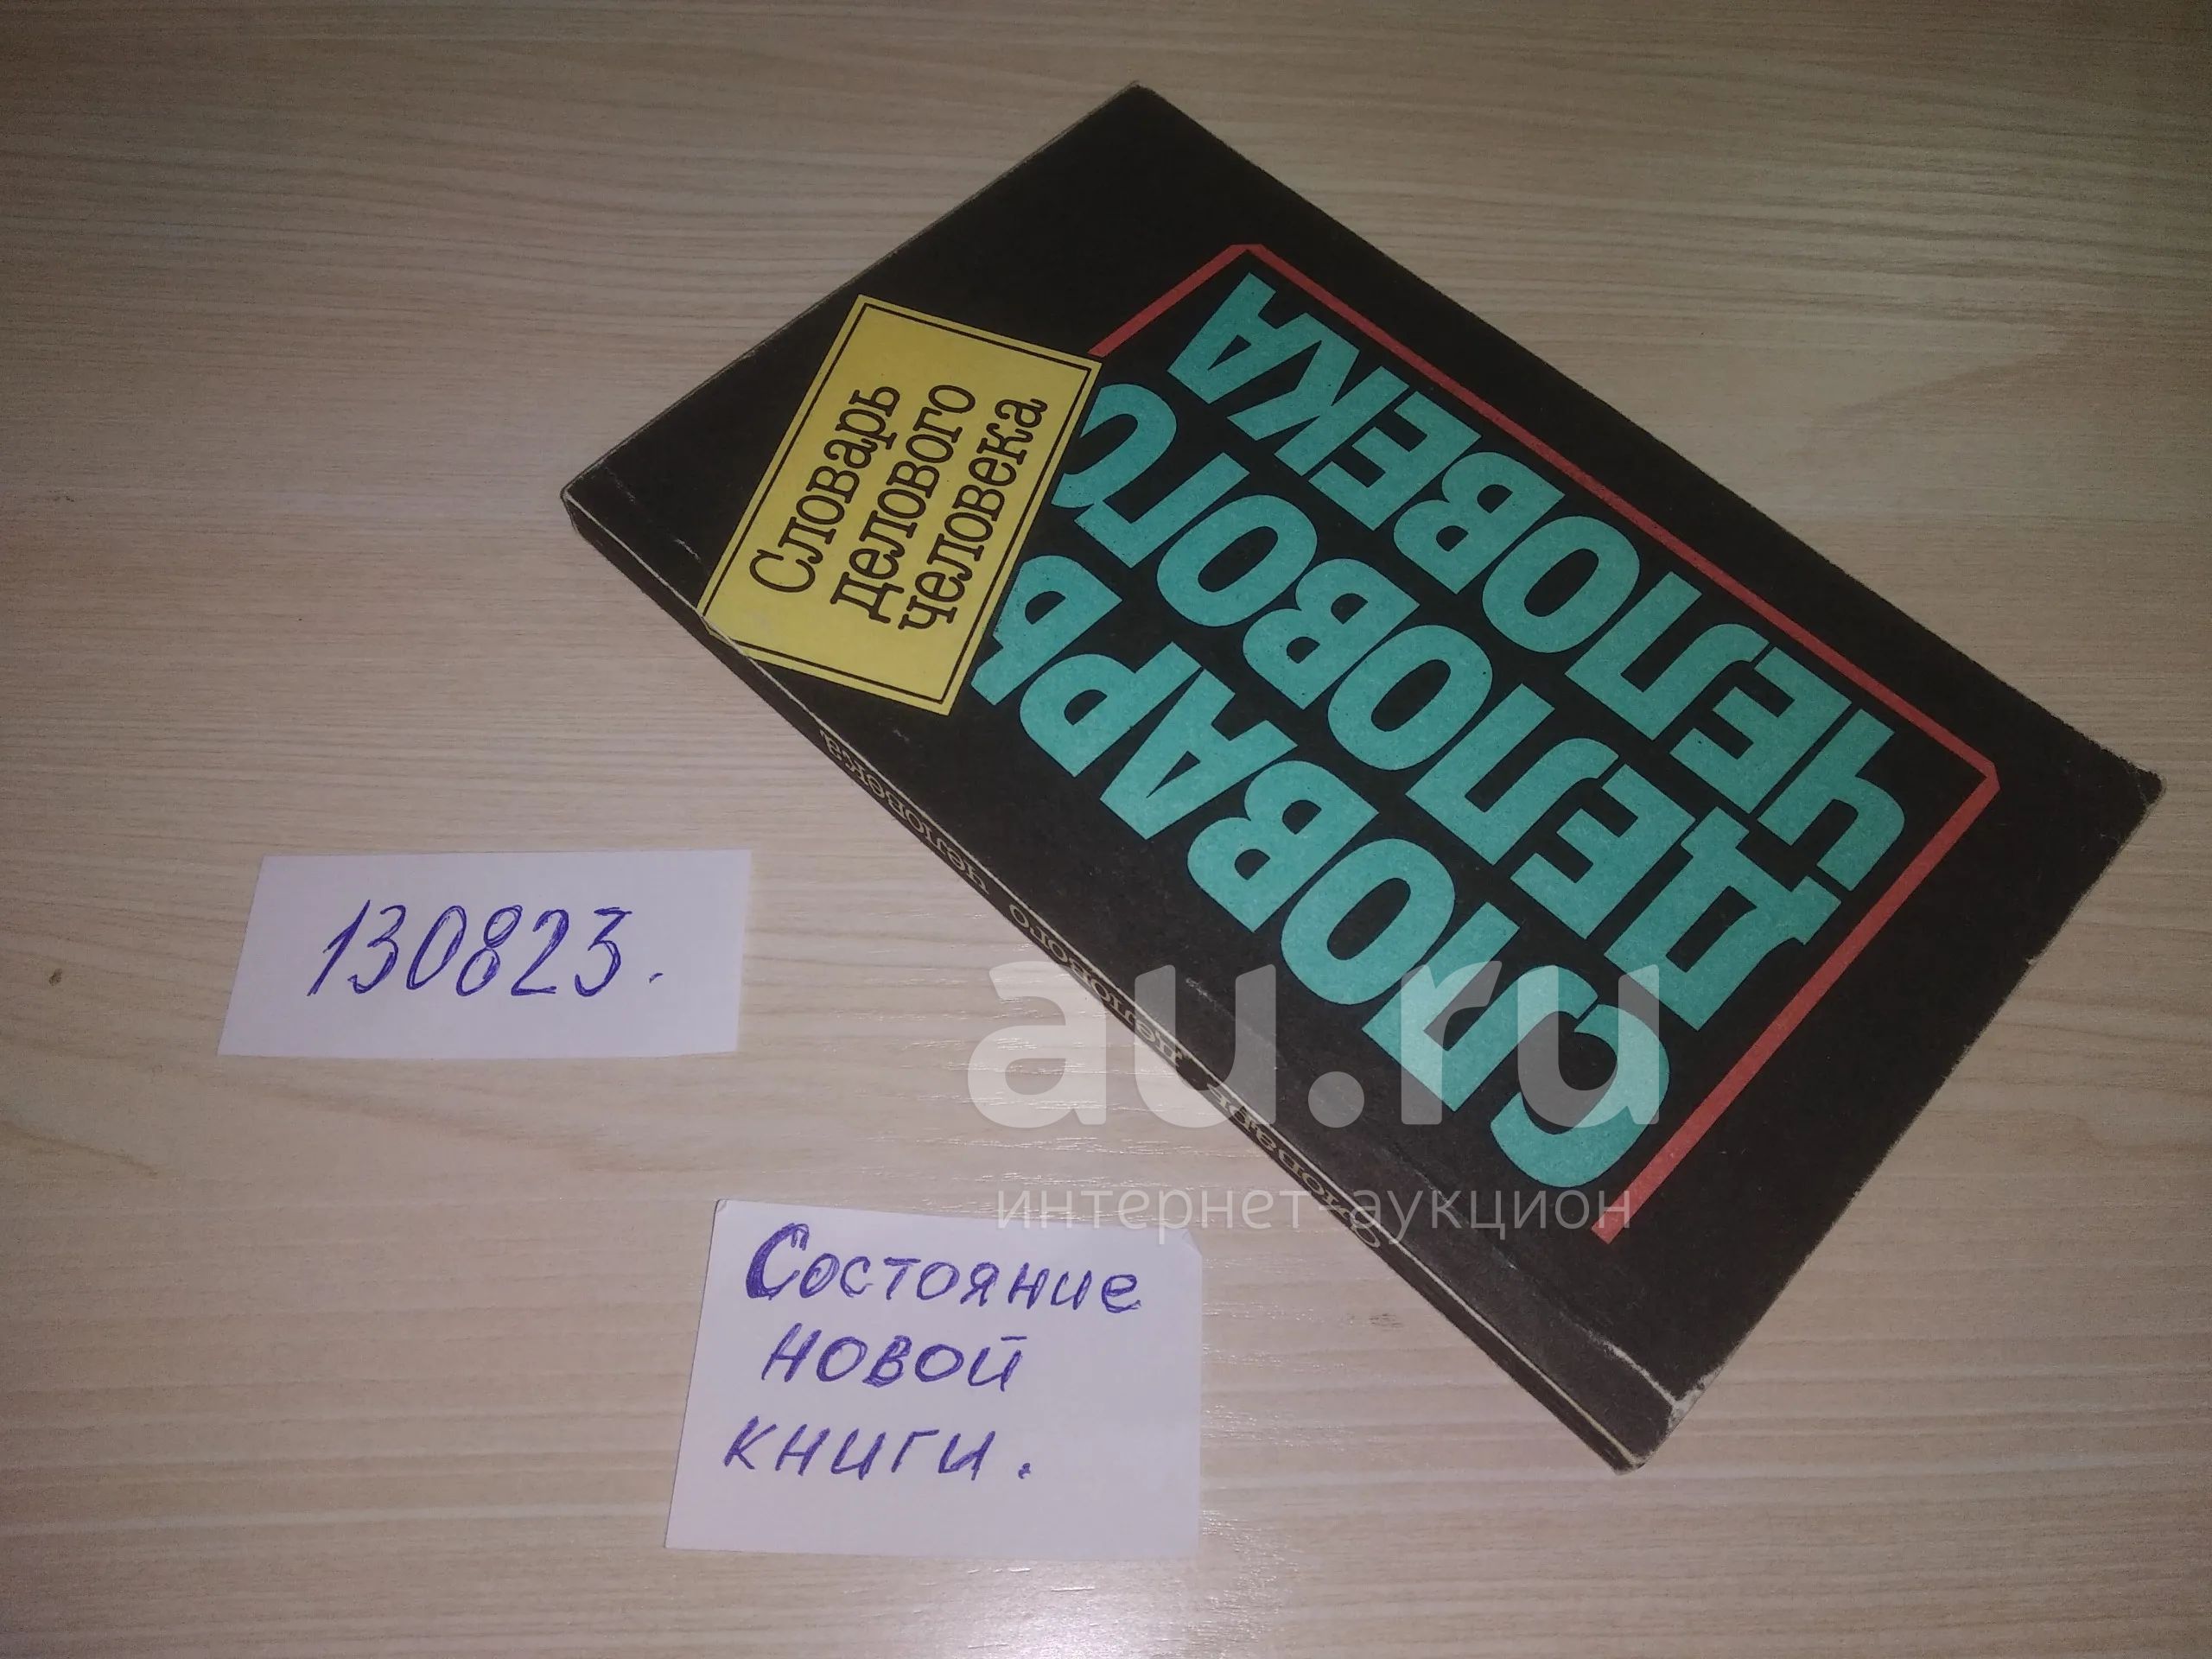 Словарь
делового
человека
СЛОВАРЬ
ДЕЛОВОГО
ЧЕЛОВЕКА
Словарь делового человека
130823.
au.ru
интернет-аукцион
Состояние
новой
книги.